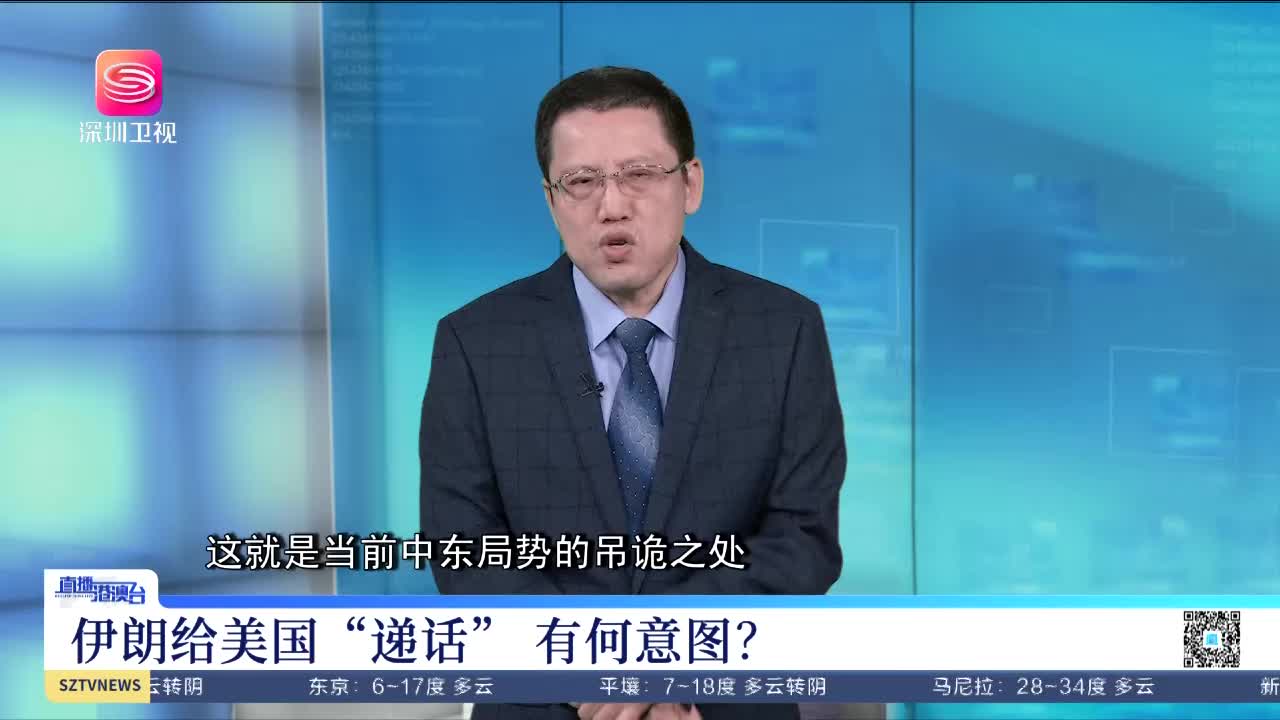 深圳卫视
这就是当前中东局势的吊诡之处
直播港澳台
伊朗给美国“递话” 有何意图？
SZTVNEWS 云转阴 东京：6~17度 多云 平壤：7~18度 多云转阴 马尼拉：28~34度 多云 新